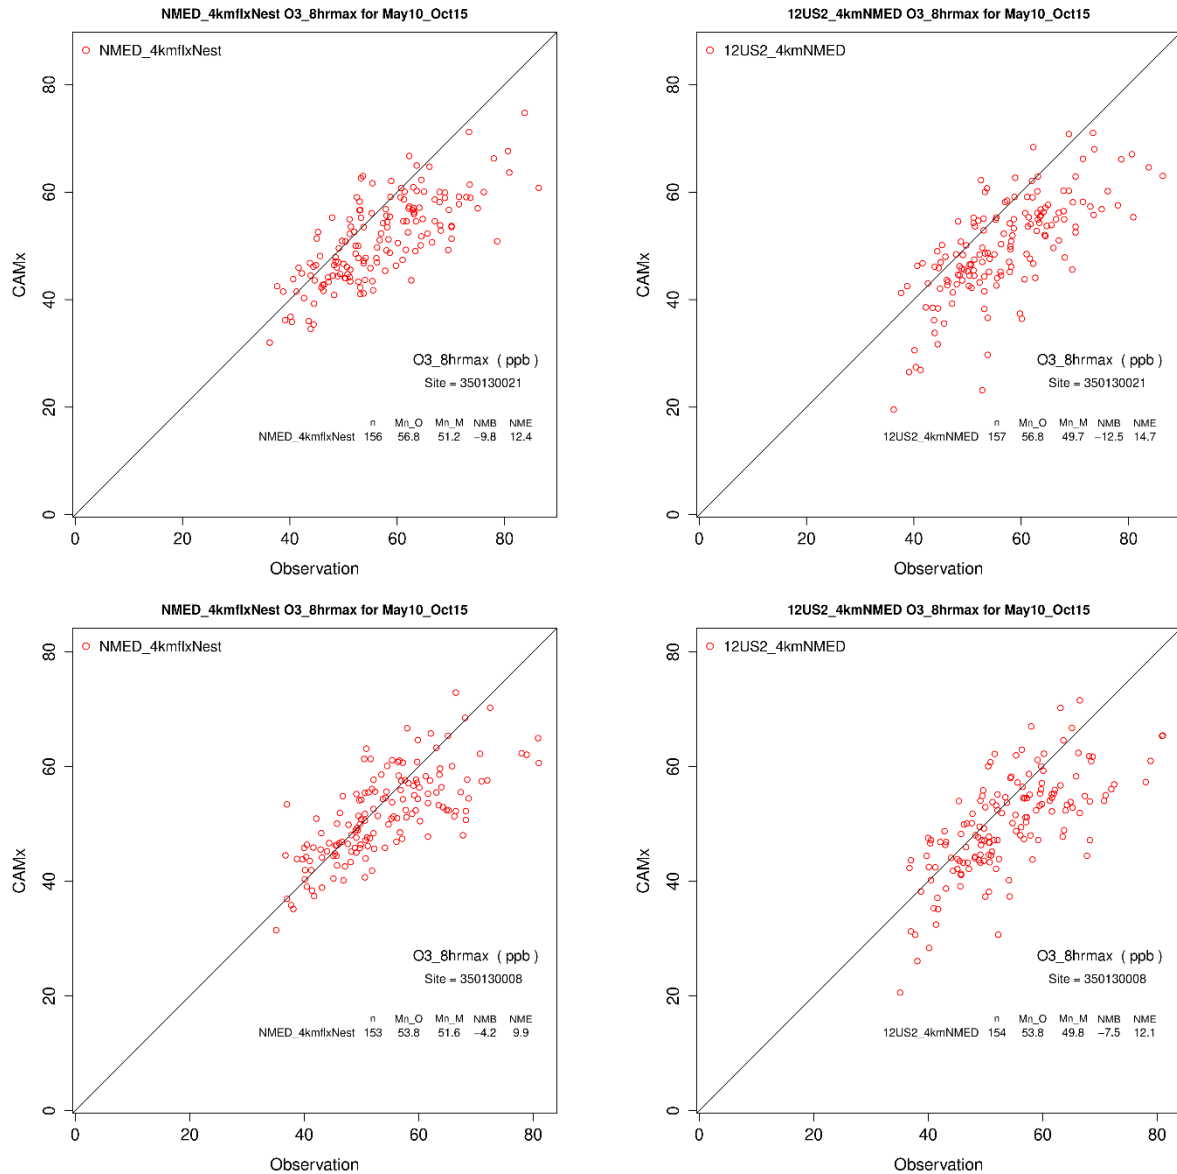 NMED_4kmflxNest O3_8hrmax for May10_Oct15
NMED_4kmflxNest
CAMx
0 20 40 60 80
0 20 40 60 80
O3_8hrmax ( ppb )
Site = 350130021
n Mn_O Mn_M NMB NME
NMED_4kmflxNest 156 56.8 51.2 −9.8 12.4
Observation
12US2_4kmNMED O3_8hrmax for May10_Oct15
12US2_4kmNMED
CAMx
0 20 40 60 80
0 20 40 60 80
O3_8hrmax ( ppb )
Site = 350130021
n Mn_O Mn_M NMB NME
12US2_4kmNMED 157 56.8 49.7 −12.5 14.7
Observation
NMED_4kmflxNest O3_8hrmax for May10_Oct15
NMED_4kmflxNest
CAMx
0 20 40 60 80
0 20 40 60 80
O3_8hrmax ( ppb )
Site = 350130008
n Mn_O Mn_M NMB NME
NMED_4kmflxNest 153 53.8 51.6 −4.2 9.9
Observation
12US2_4kmNMED O3_8hrmax for May10_Oct15
12US2_4kmNMED
CAMx
0 20 40 60 80
0 20 40 60 80
O3_8hrmax ( ppb )
Site = 350130008
n Mn_O Mn_M NMB NME
12US2_4kmNMED 154 53.8 49.8 −7.5 12.1
Observation